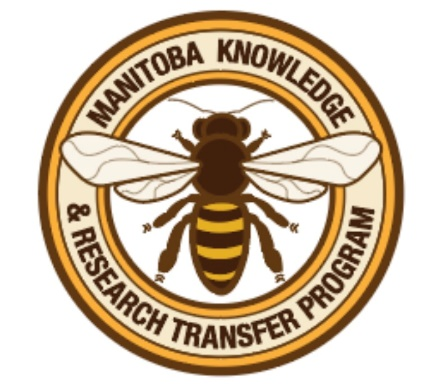 MANITOBA KNOWLEDGE
& RESEARCH TRANSFER PROGRAM